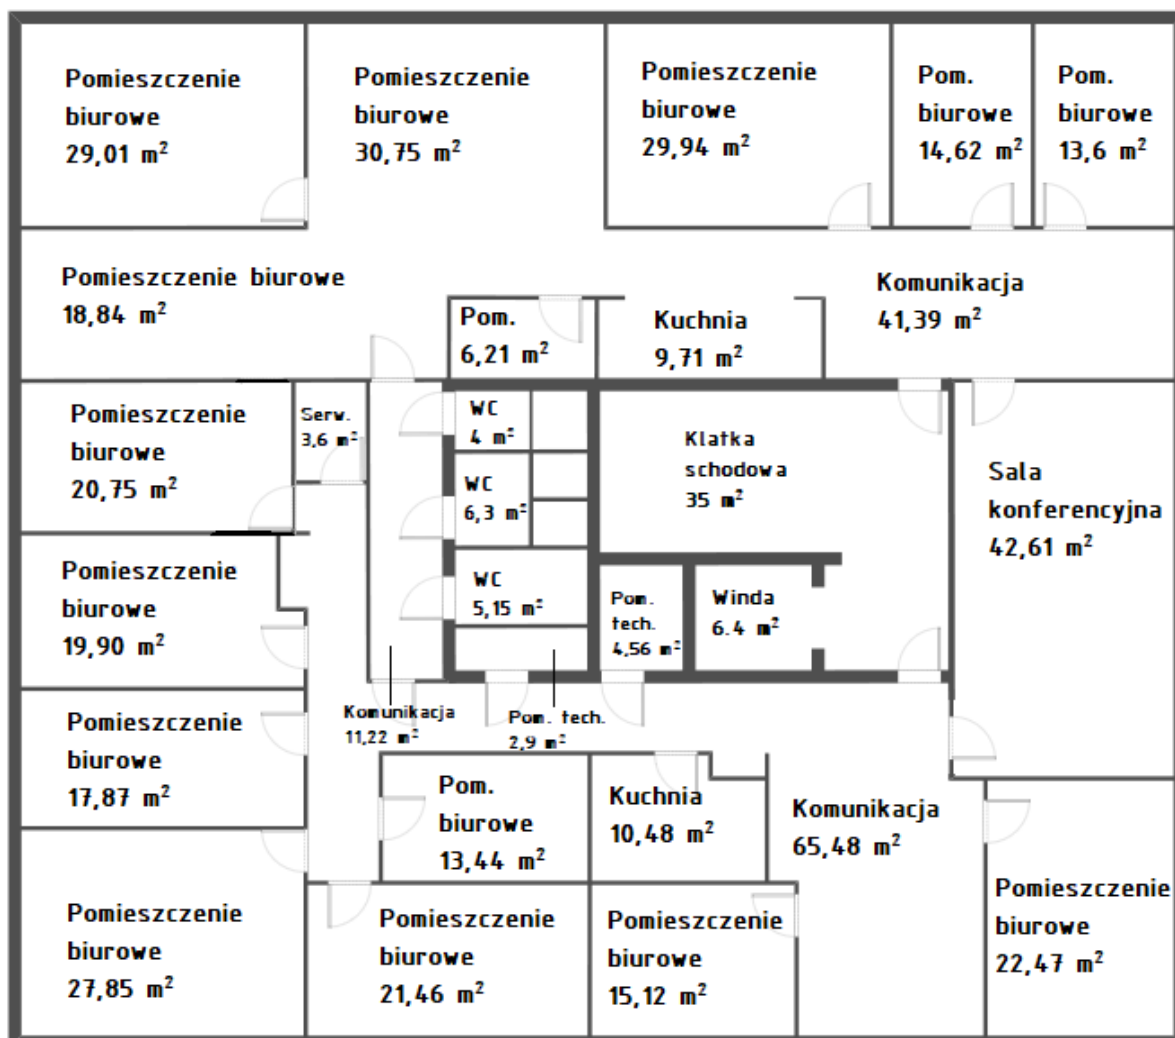 Pomieszczenie
biurowe
29,01 m²
Pomieszczenie
biurowe
30,75 m²
Pomieszczenie
biurowe
29,94 m²
Pom.
biurowe
14,62 m²
Pom.
biurowe
13,6 m²
Pomieszczenie biurowe
18,84 m²
Pom.
6,21 m²
Kuchnia
9,71 m²
Komunikacja
41,39 m²
Pomieszczenie
biurowe
20,75 m²
Serw.
3,6 m²
WC
4 m²
WC
6,3 m²
WC
5,15 m²
Klatka
schodowa
35 m²
Sala
konferencyjna
42,61 m²
Pomieszczenie
biurowe
19,90 m²
Pom.
tech.
4,56 m²
Winda
6.4 m²
Komunikacja
11,22 m²
Pom. tech.
2,9 m²
Pomieszczenie
biurowe
17,87 m²
Pom.
biurowe
13,44 m²
Kuchnia
10,48 m²
Komunikacja
65,48 m²
Pomieszczenie
biurowe
27,85 m²
Pomieszczenie
biurowe
21,46 m²
Pomieszczenie
biurowe
15,12 m²
Pomieszczenie
biurowe
22,47 m²